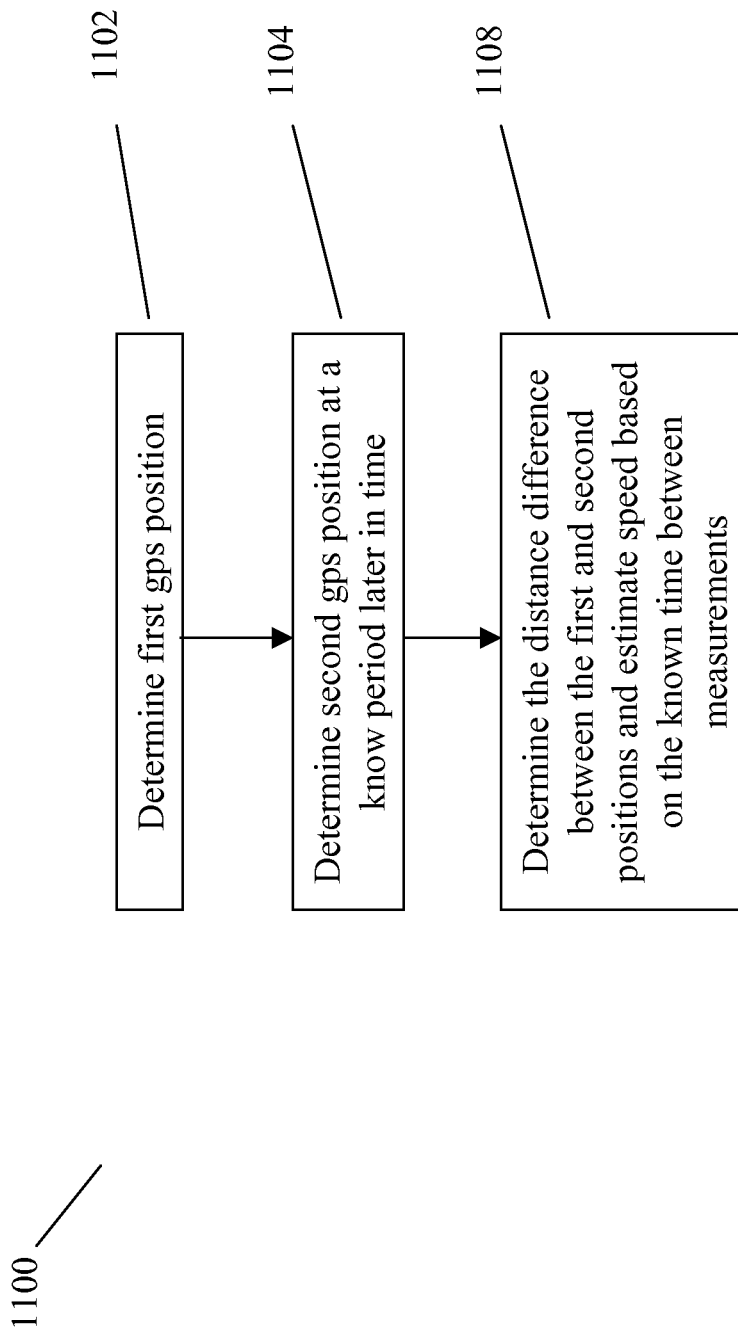 1100
1102
Determine first gps position
1104
Determine second gps position at a
know period later in time
1108
Determine the distance difference
between the first and second
positions and estimate speed based
on the known time between
measurements